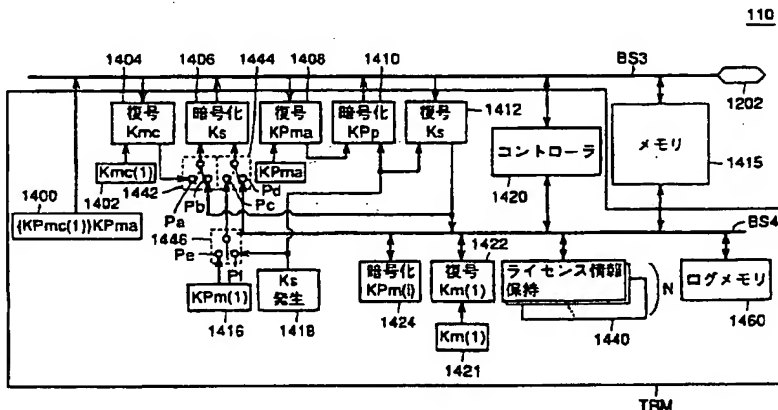 110
1404
1406
1444
1408
1410
BS3
1202
復号
Kmc
暗号化
Ks
復号
KPma
暗号化
KPp
復号
Ks
1412
コントローラ
1420
メモリ
1415
Kmc(1)
KPma
1400
1402
1442
Pa
Pb
Pc
Pd
{KPmc(1)}KPma
1446
Pe
Pf
BS4
1422
KPm(1)
1416
Ks
発生
1418
暗号化
KPm(i)
1424
復号
Km(1)
ライセンス情報
保持
N
1440
ログメモリ
1460
Km(1)
1421
TRM